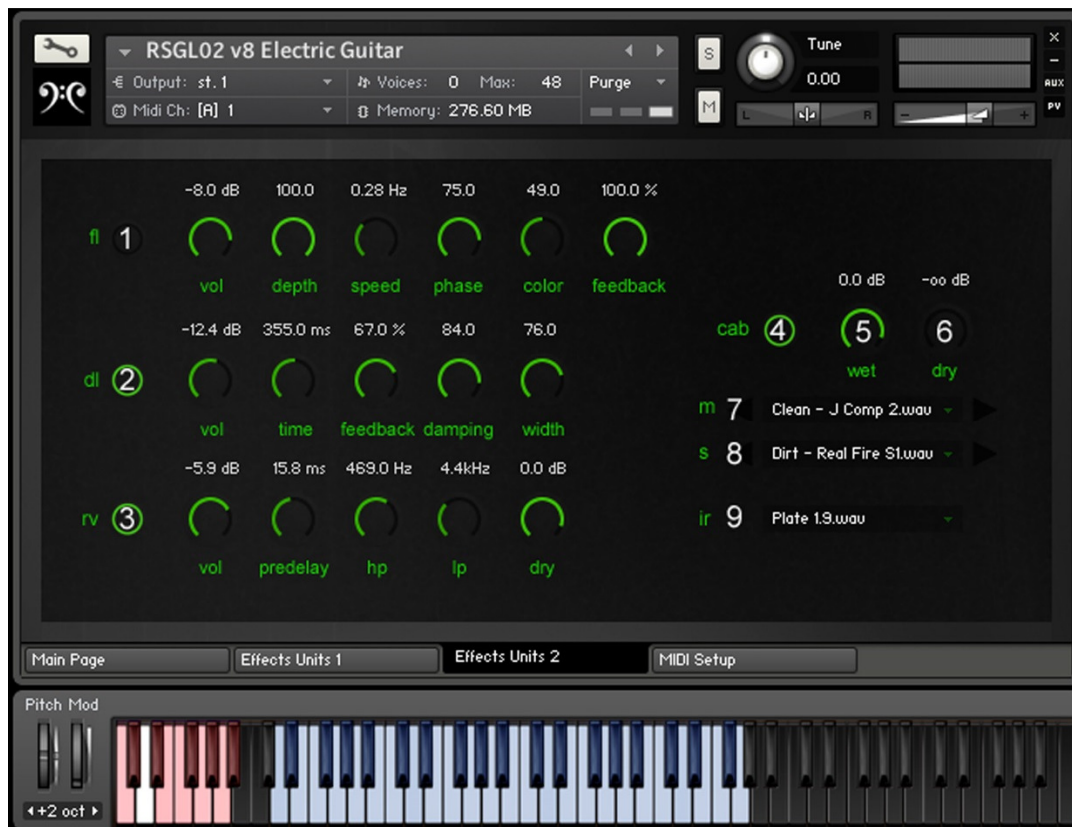 RSGL02 v8 Electric Guitar
Output: st. 1 Voices: 0 Max: 48 Purge
Midi Ch: [A] 1 Memory: 276.60 MB
S
M
Tune
0.00
L R
- +
x
-
AUX
PV
-8.0 dB 100.0 0.28 Hz 75.0 49.0 100.0 %
fl 1
vol depth speed phase color feedback
0.0 dB -oo dB
-12.4 dB 355.0 ms 67.0 % 84.0 76.0
cab 4 5 6
wet dry
dl 2
vol time feedback damping width
m 7 Clean - J Comp 2.wav
s 8 Dirt - Real Fire S1.wav
-5.9 dB 15.8 ms 469.0 Hz 4.4kHz 0.0 dB
rv 3
ir 9 Plate 1.9.wav
vol predelay hp lp dry
Main Page Effects Units 1 Effects Units 2 MIDI Setup
Pitch Mod
+2 oct